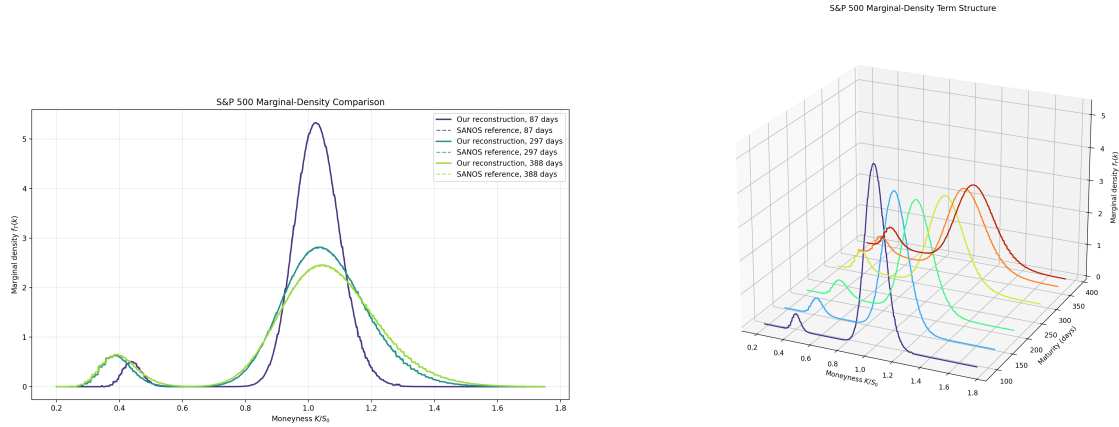 S&P 500 Marginal-Density Term Structure
S&P 500 Marginal-Density Comparison
Our reconstruction, 87 days
SANOS reference, 87 days
Our reconstruction, 297 days
SANOS reference, 297 days
Our reconstruction, 388 days
SANOS reference, 388 days
Marginal density f_T(k)
5
4
3
2
1
0
0.2 0.4 0.6 0.8 1.0 1.2 1.4 1.6 1.8
Moneyness K/S₀
5
4
3
2
1
0
Marginal density f_T(k)
400
350
300
250
200
150
100
Maturity (days)
0.2 0.4 0.6 0.8 1.0 1.2 1.4 1.6 1.8
Moneyness K/S₀